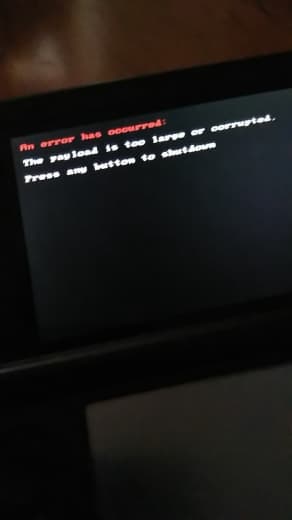 An error has occurred:
The payload is too large or corrupted.
Press any button to shutdown